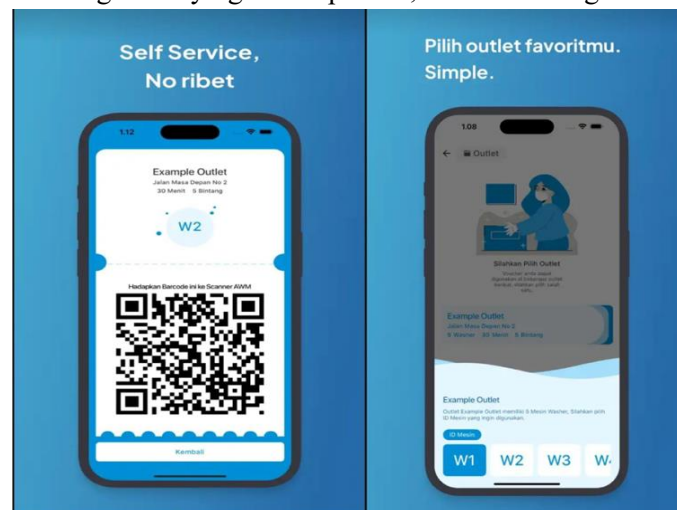 Self Service,
No ribet
1.12
Example Outlet
Jalan Masa Depan No 2
30 Menit 5 Bintang
W2
Hadapkan Barcode ini ke Scanner AWM
Kembali
Pilih outlet favoritmu.
Simple.
1.08
Outlet
Silahkan Pilih Outlet
Example Outlet
Jalan Masa Depan No 2
5 Washer 30 Menit 5 Bintang
Example Outlet
Outlet Example Outlet memiliki 5 Mesin Washer, Silahkan pilih
ID Mesin yang ingin digunakan.
ID Mesin
W1 W2 W3